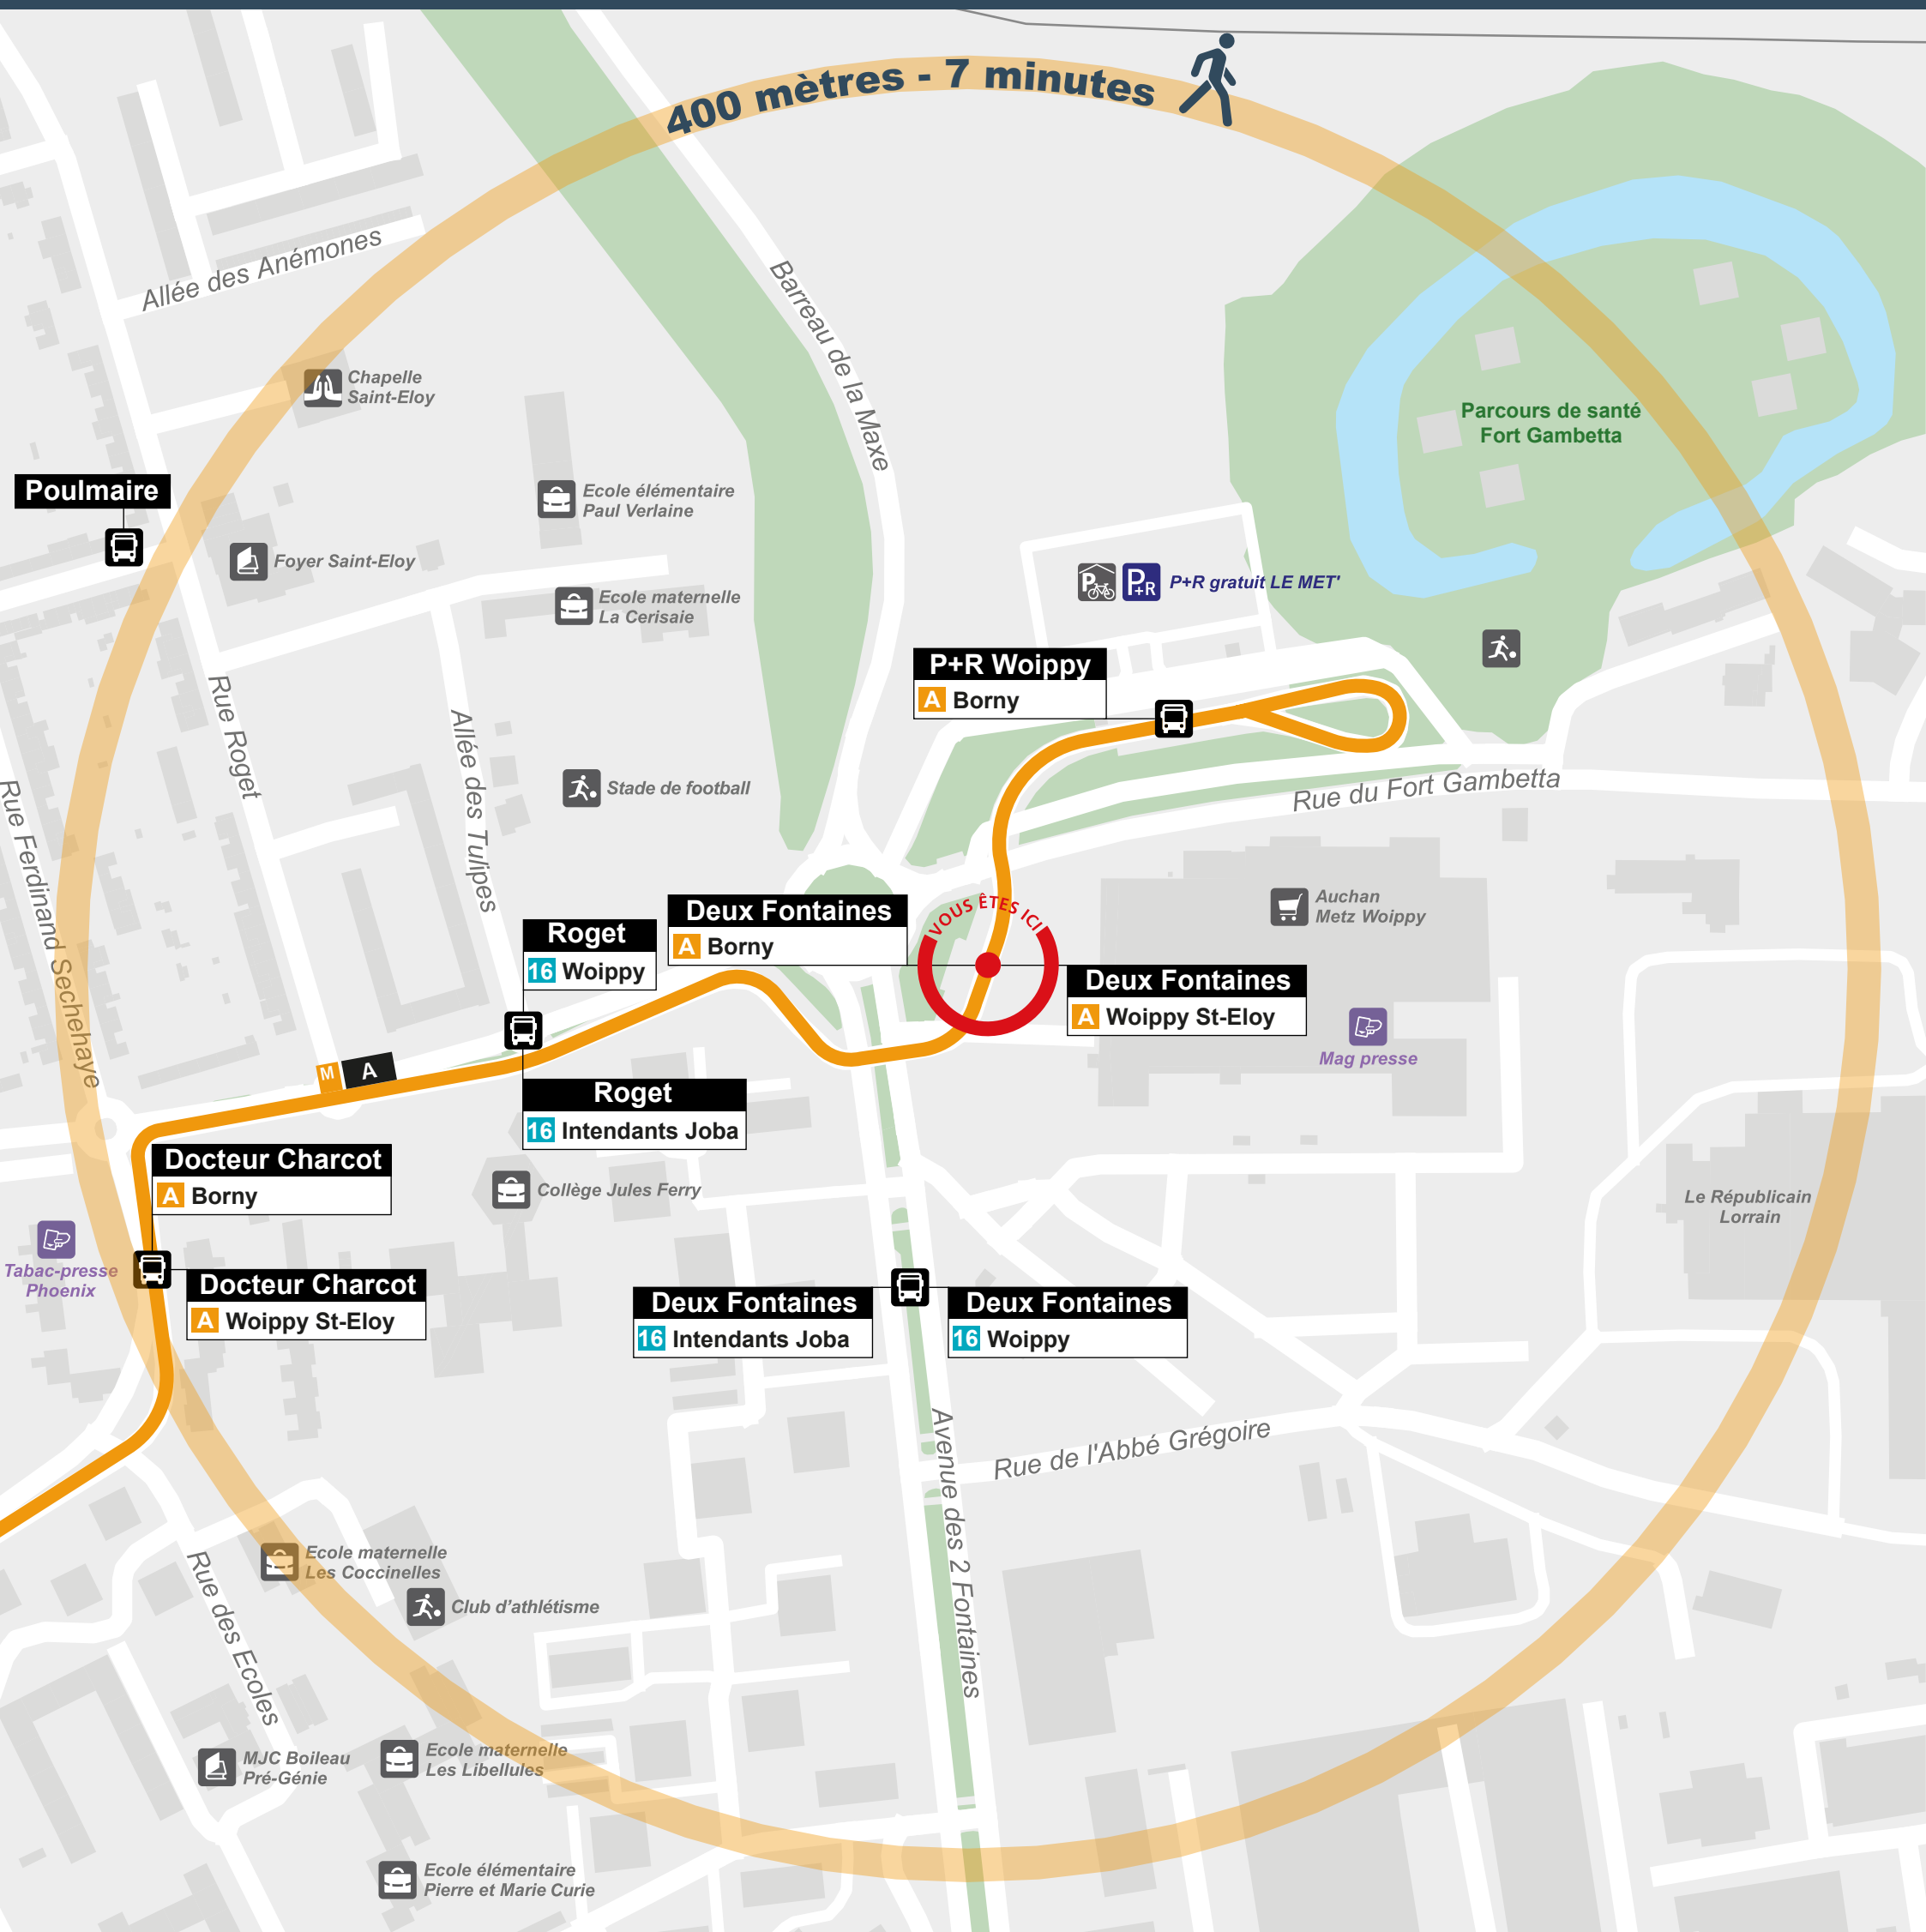 400 mètres - 7 minutes
Allée des Anémones
Barreau de la Maxe
Chapelle
Saint-Eloy
Parcours de santé
Fort Gambetta
Poulmaire
Ecole élémentaire
Paul Verlaine
Foyer Saint-Eloy
Ecole maternelle
La Cerisaie
P
P+R
P+R gratuit LE MET'
P+R Woippy
A Borny
Rue Roget
Allée des Tulipes
Stade de football
Rue du Fort Gambetta
Rue Ferdinand Sechehaye
Auchan
Metz Woippy
Deux Fontaines
A Borny
VOUS ÊTES ICI
Roget
16 Woippy
Deux Fontaines
A Woippy St-Eloy
Mag presse
M A
Roget
16 Intendants Joba
Docteur Charcot
A Borny
Collège Jules Ferry
Le Républicain
Lorrain
Tabac-presse
Phoenix
Docteur Charcot
A Woippy St-Eloy
Deux Fontaines
16 Intendants Joba
Deux Fontaines
16 Woippy
Avenue des 2 Fontaines
Rue de l'Abbé Grégoire
Ecole maternelle
Les Coccinelles
Rue des Ecoles
Club d'athlétisme
MJC Boileau
Pré-Génie
Ecole maternelle
Les Libellules
Ecole élémentaire
Pierre et Marie Curie